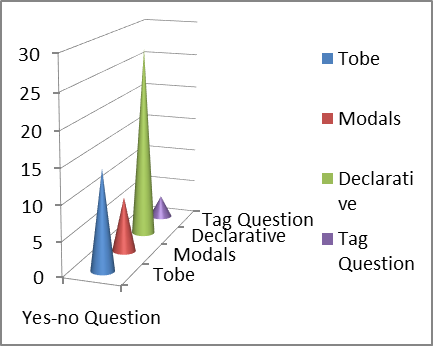 30
25
20
15
10
5
0
Yes-no Question
Tobe
Modals
Declarative
Tag Question
Tobe
Modals
Declarati
ve
Tag
Question